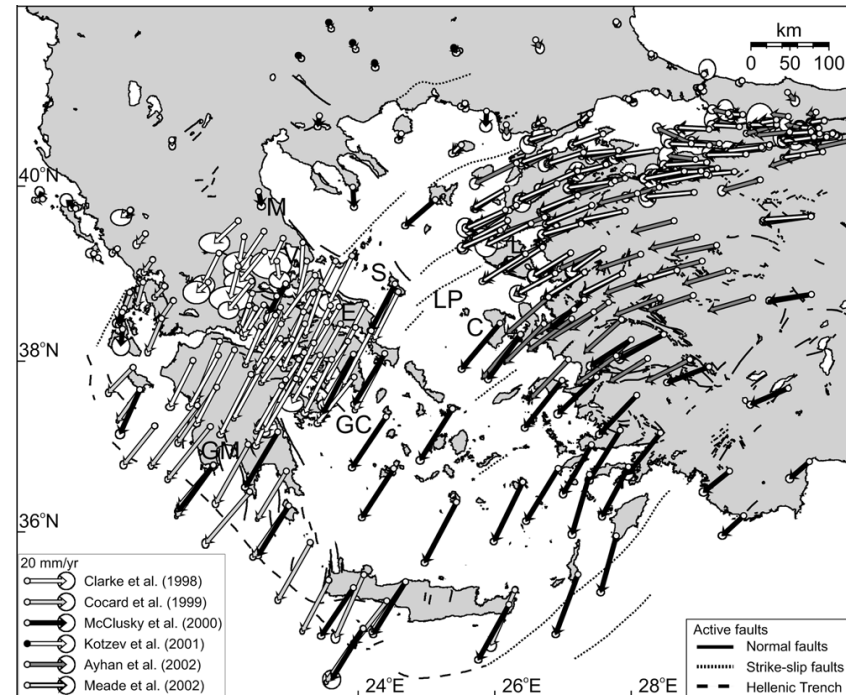 km
0 50 100
40°N
M
V
S
L
LP
E
C
38°N
GC
GM
36°N
20 mm/yr
Clarke et al. (1998)
Cocard et al. (1999)
McClusky et al. (2000)
Kotzev et al. (2001)
Ayhan et al. (2002)
Meade et al. (2002)
Active faults
Normal faults
Strike-slip faults
Hellenic Trench
24°E
26°E
28°E